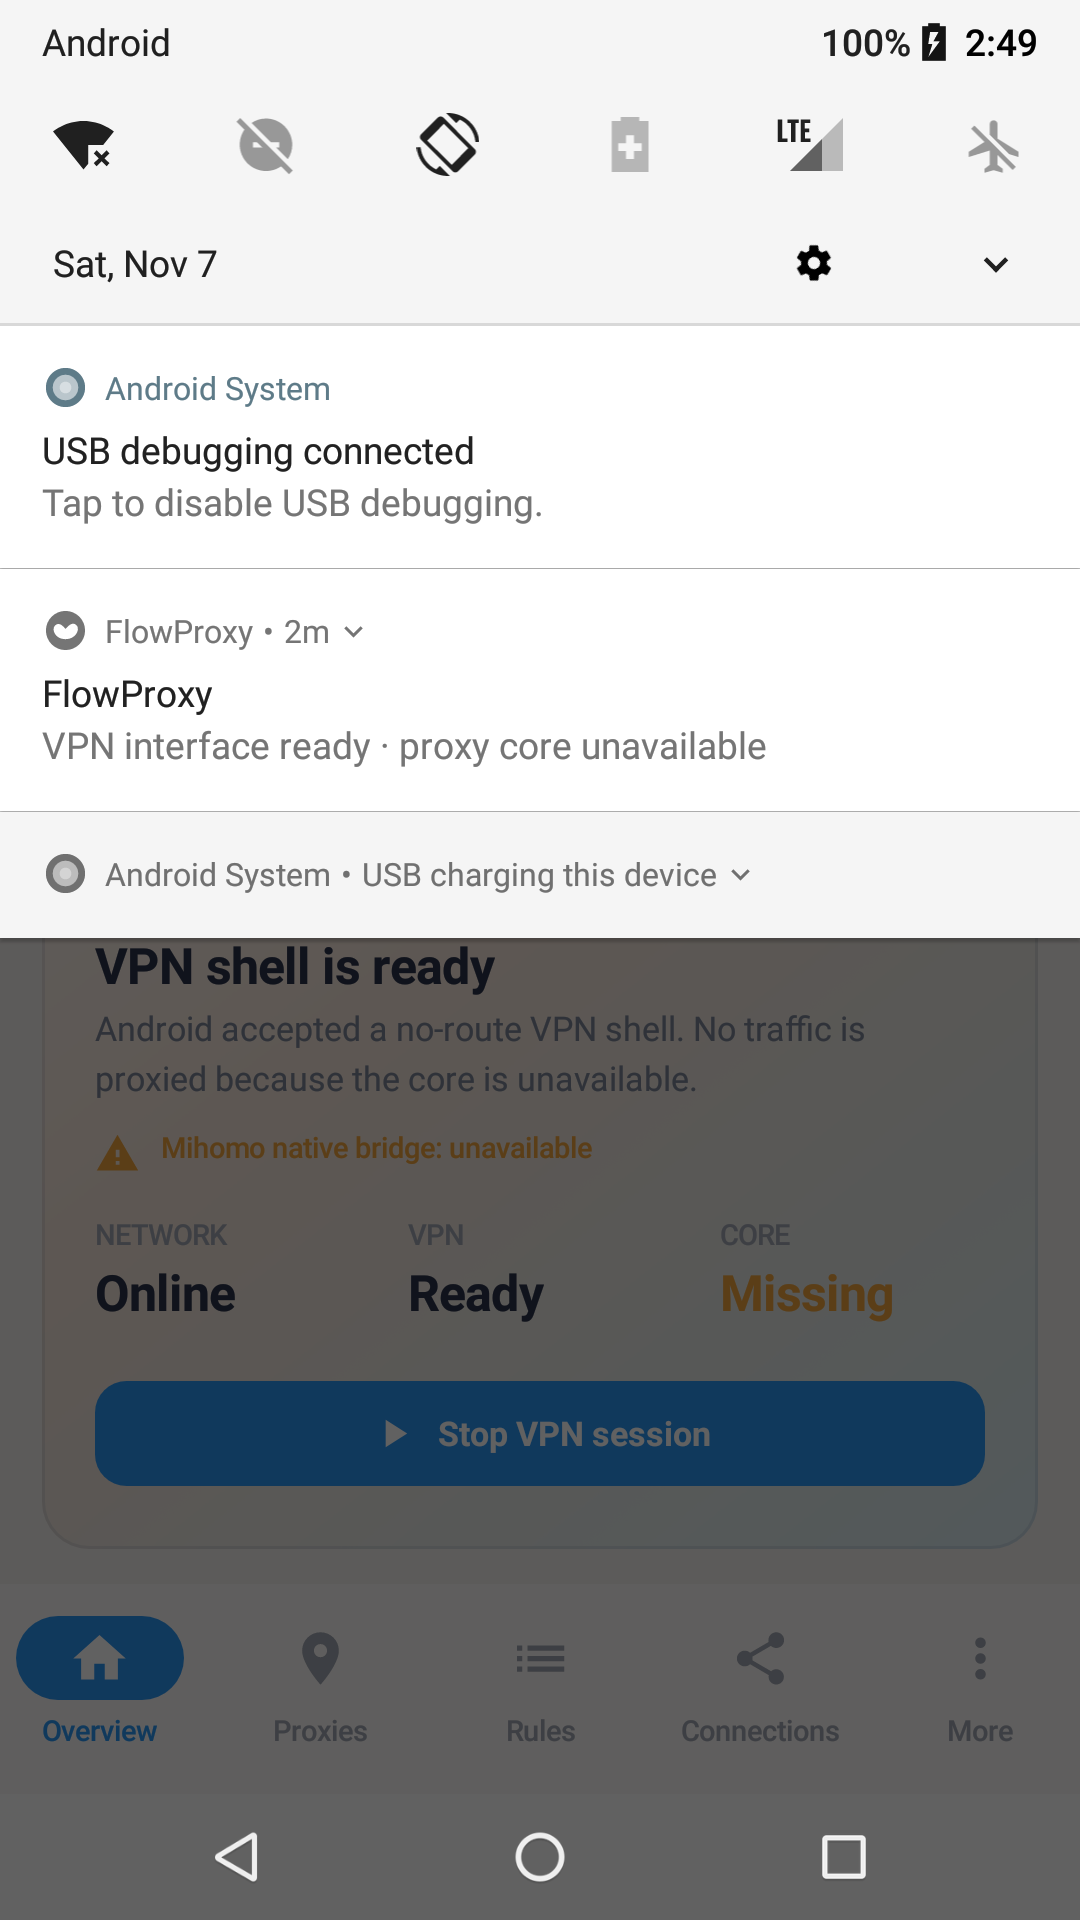 Android
100%
2:49
LTE
Sat, Nov 7
Android System
USB debugging connected
Tap to disable USB debugging.
FlowProxy • 2m
FlowProxy
VPN interface ready · proxy core unavailable
Android System • USB charging this device
VPN shell is ready
Android accepted a no-route VPN shell. No traffic is
proxied because the core is unavailable.
Mihomo native bridge: unavailable
NETWORK
VPN
CORE
Online
Ready
Missing
Stop VPN session
Overview
Proxies
Rules
Connections
More